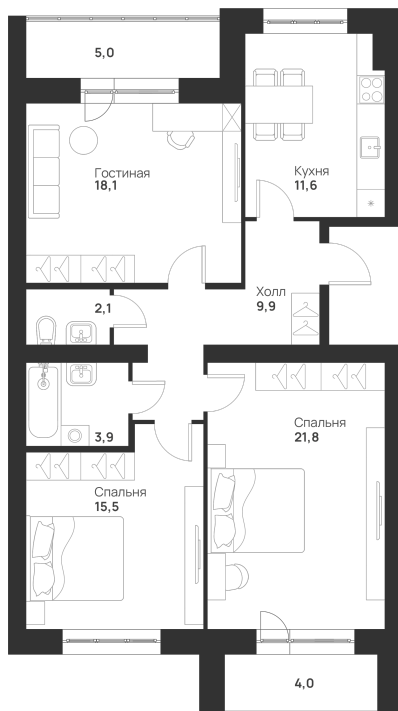 5,0
Гостиная
18,1
Кухня
11,6
*
2,1
Холл
9,9
3,9
Спальня
21,8
Спальня
15,5
4,0